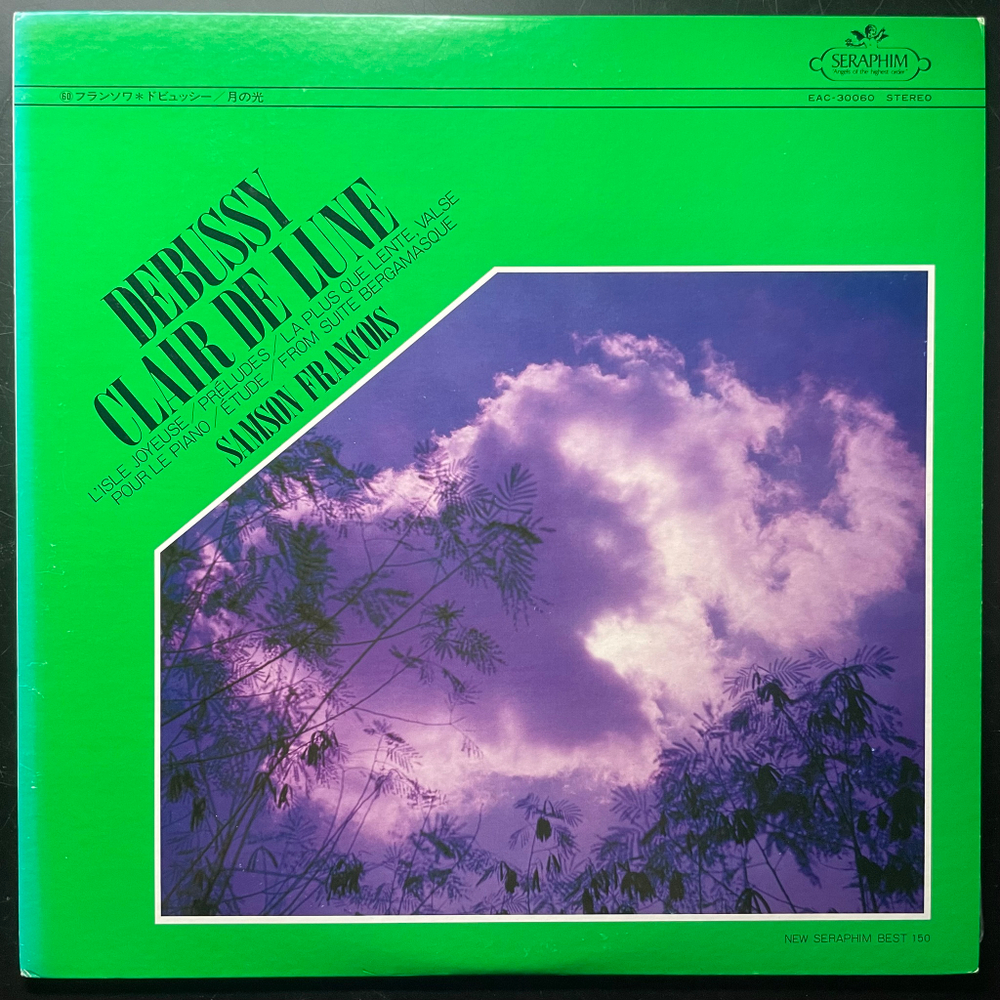 SERAPHIM
"Angels of the highest order"
60 フランソワ＊ドビュッシー／月の光
EAC-30060 STEREO
DEBUSSY
CLAIR DE LUNE
L'ISLE JOYEUSE／PRÉLUDES／LA PLUS QUE LENTE, VALSE
POUR LE PIANO／ÉTUDE／FROM SUITE BERGAMASQUE
SAMSON FRANÇOIS
NEW SERAPHIM BEST 150